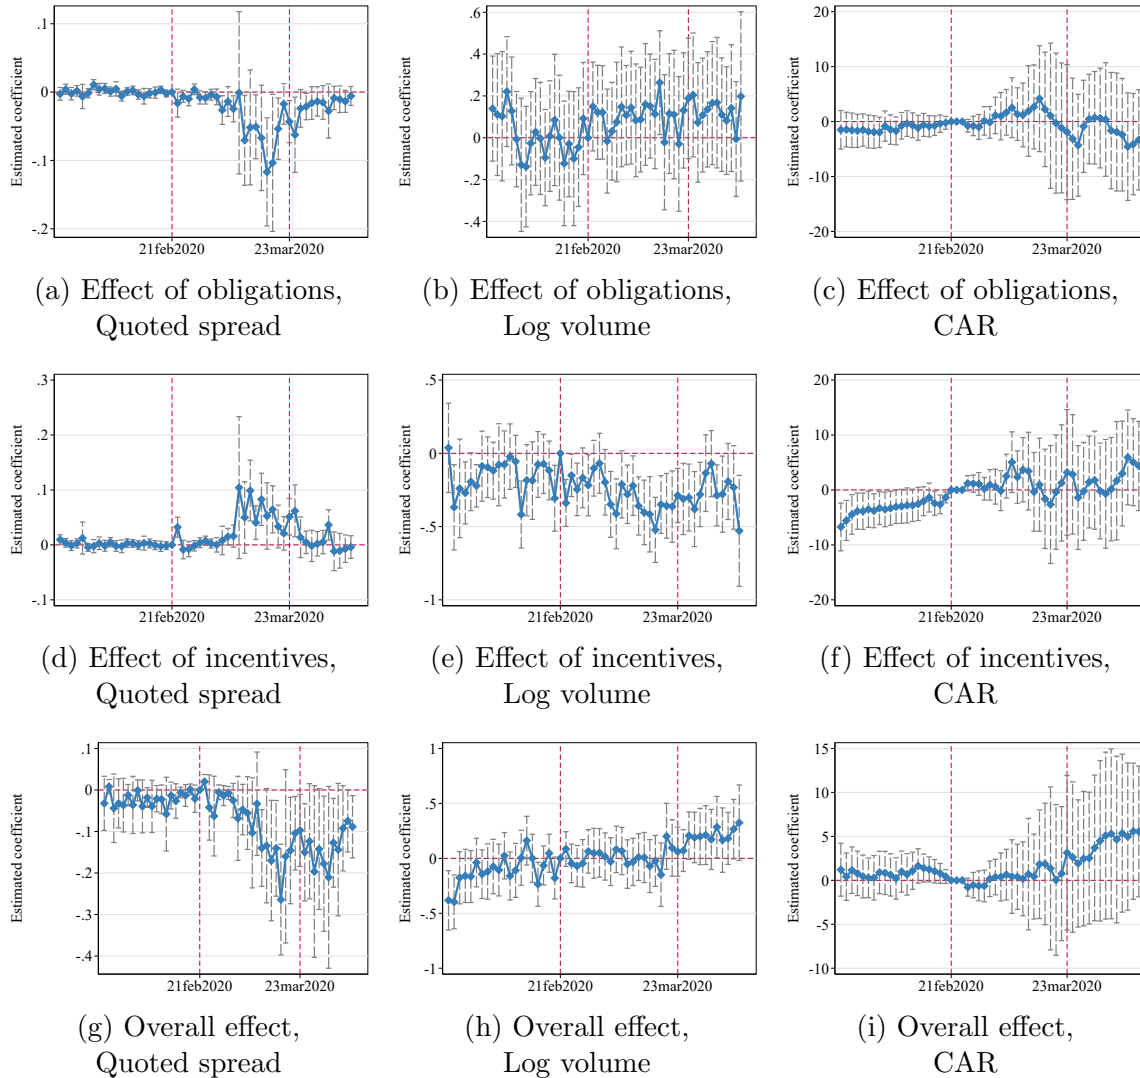 .1
0
-.1
-.2
Estimated coefficient
21feb2020 23mar2020
(a) Effect of obligations,
Quoted spread
.6
.4
.2
0
-.2
-.4
Estimated coefficient
21feb2020 23mar2020
(b) Effect of obligations,
Log volume
20
10
0
-10
-20
Estimated coefficient
21feb2020 23mar2020
(c) Effect of obligations,
CAR
.3
.2
.1
0
-.1
Estimated coefficient
21feb2020 23mar2020
(d) Effect of incentives,
Quoted spread
.5
0
-.5
-1
Estimated coefficient
21feb2020 23mar2020
(e) Effect of incentives,
Log volume
20
10
0
-10
-20
Estimated coefficient
21feb2020 23mar2020
(f) Effect of incentives,
CAR
.1
0
-.1
-.2
-.3
-.4
Estimated coefficient
21feb2020 23mar2020
(g) Overall effect,
Quoted spread
1
.5
0
-.5
-1
Estimated coefficient
21feb2020 23mar2020
(h) Overall effect,
Log volume
15
10
5
0
-5
-10
Estimated coefficient
21feb2020 23mar2020
(i) Overall effect,
CAR